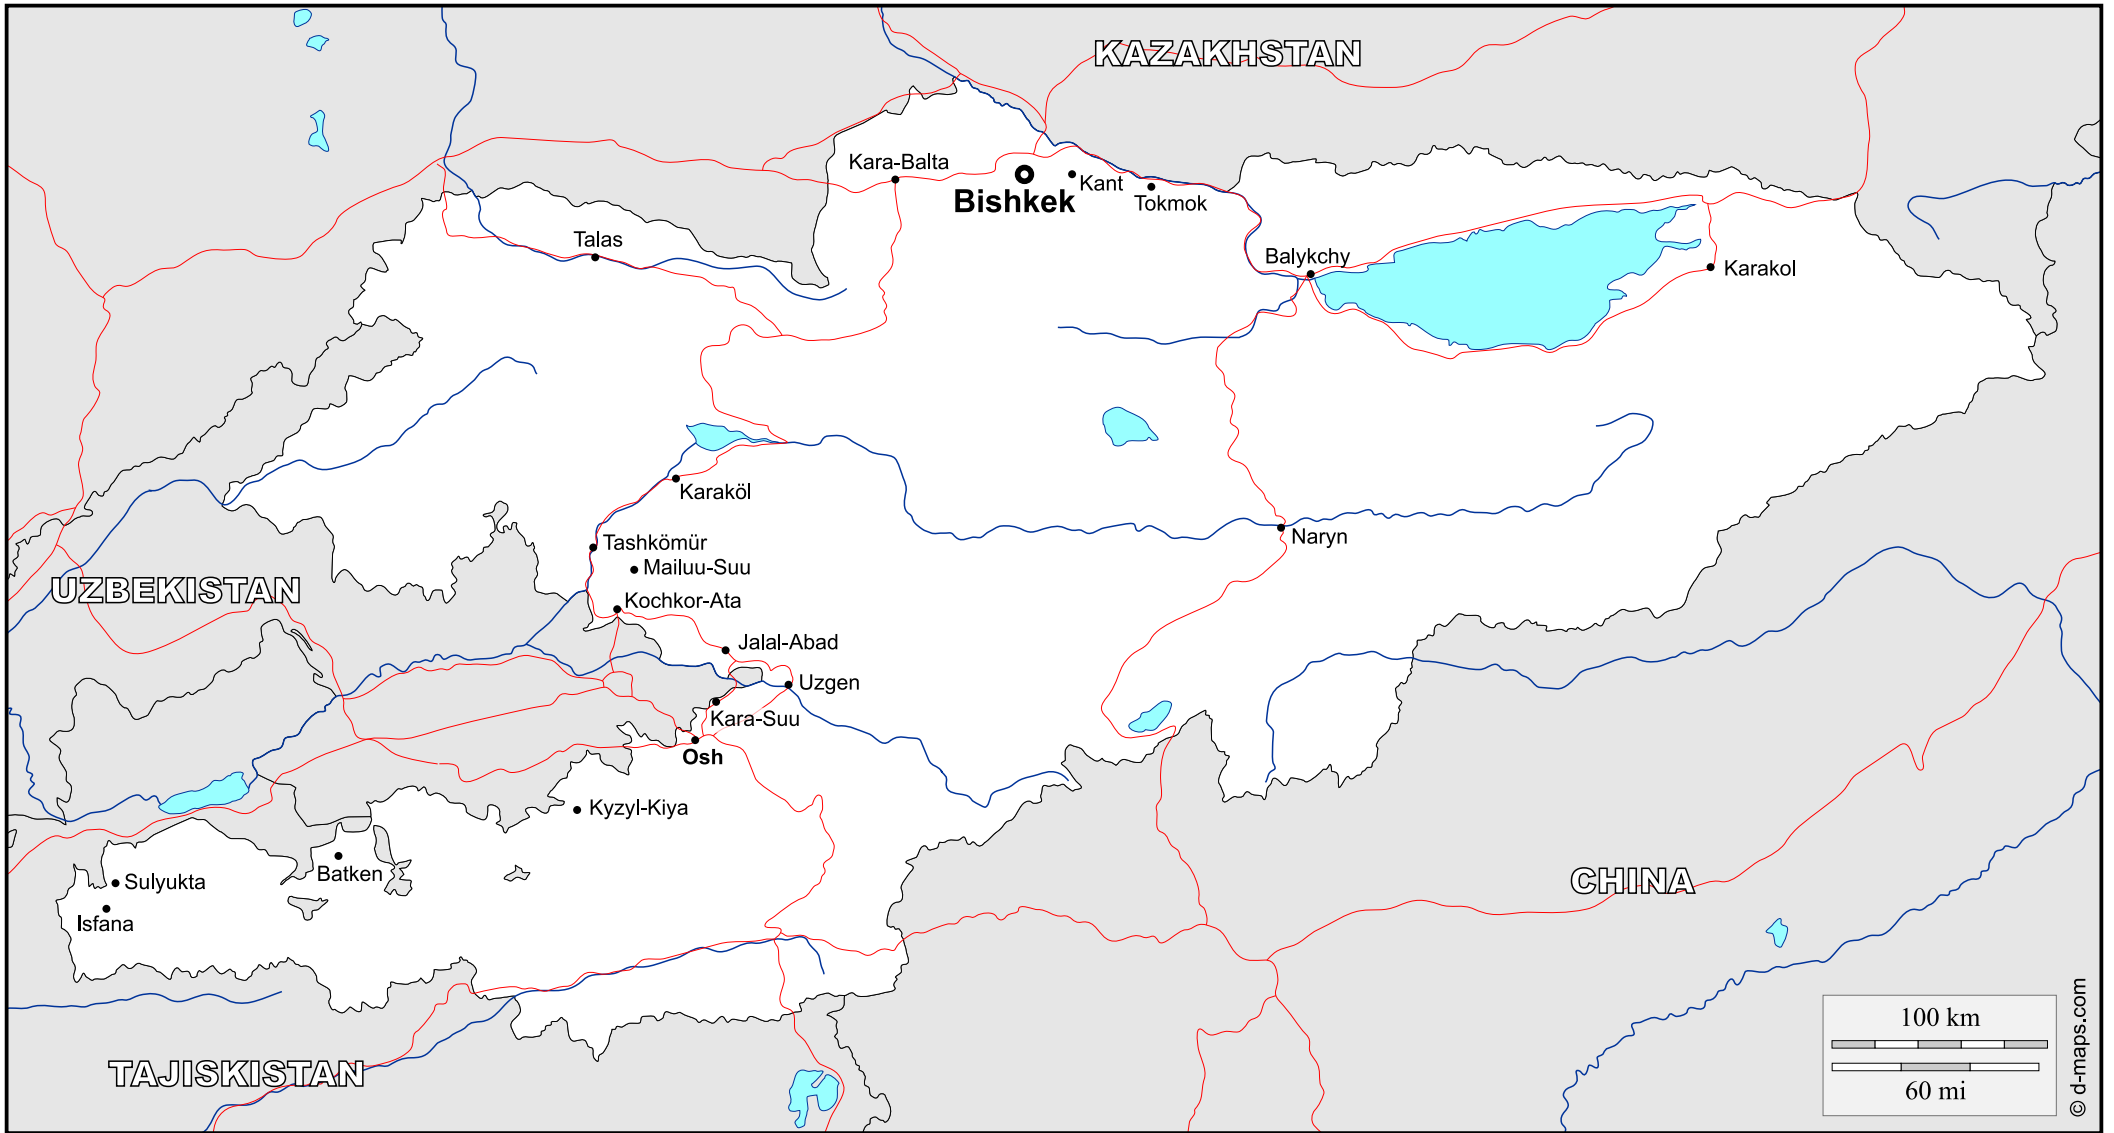 KAZAKHSTAN
Kara-Balta
Bishkek
Kant
Tokmok
Talas
Balykchy
Karakol
Karaköl
Naryn
Tashkömür
Mailuu-Suu
UZBEKISTAN
Kochkor-Ata
Jalal-Abad
Uzgen
Kara-Suu
Osh
Kyzyl-Kiya
Batken
Sulyukta
Isfana
CHINA
TAJISKISTAN
100 km
60 mi
© d-maps.com